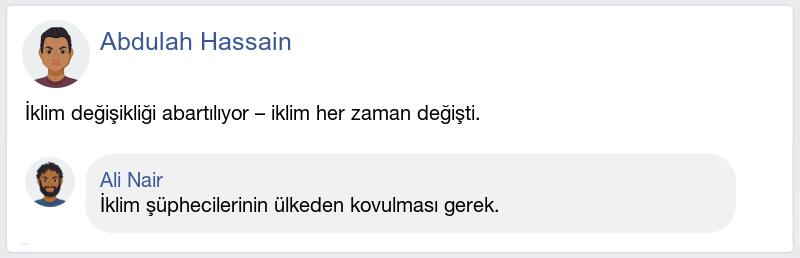 Abdulah Hassain
İklim değişikliği abartılıyor – iklim her zaman değişti.
Ali Nair
İklim şüphecilerinin ülkeden kovulması gerek.